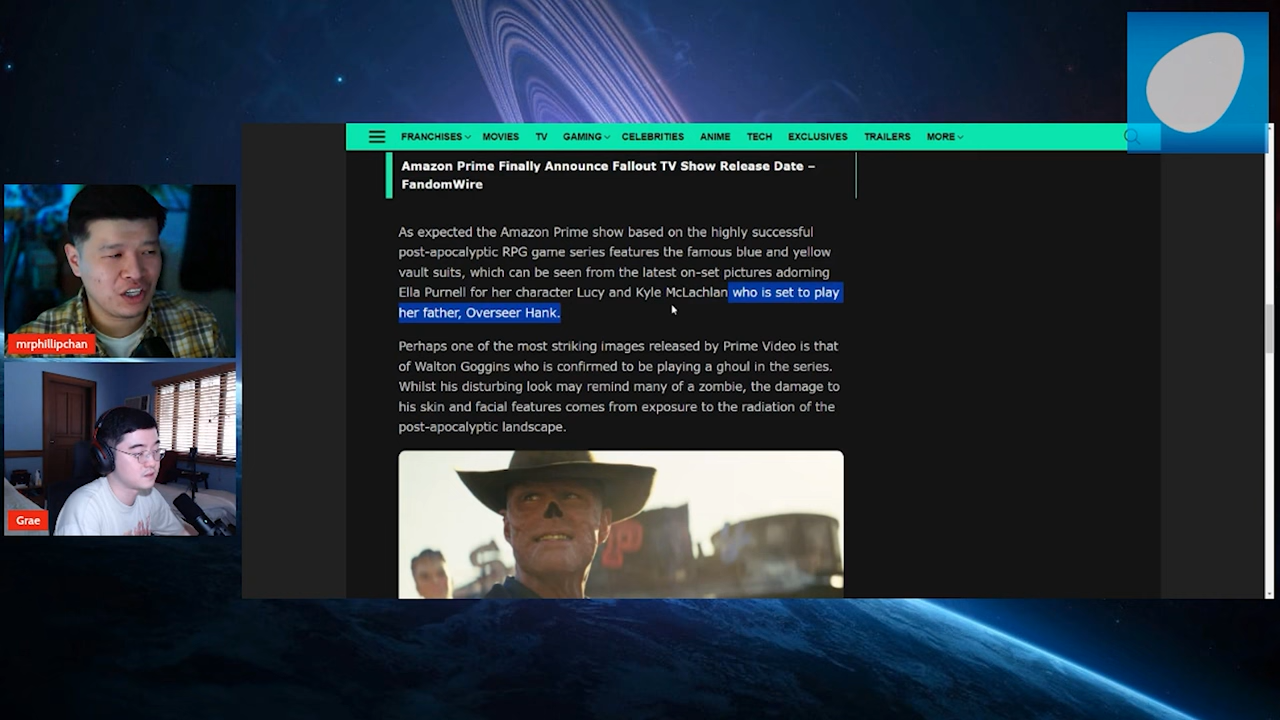 FRANCHISES MOVIES TV GAMING CELEBRITIES ANIME TECH EXCLUSIVES TRAILERS MORE
Amazon Prime Finally Announce Fallout TV Show Release Date –
FandomWire
As expected the Amazon Prime show based on the highly successful
post-apocalyptic RPG game series features the famous blue and yellow
vault suits, which can be seen from the latest on-set pictures adorning
Ella Purnell for her character Lucy and Kyle McLachlan who is set to play
her father, Overseer Hank.
Perhaps one of the most striking images released by Prime Video is that
of Walton Goggins who is confirmed to be playing a ghoul in the series.
Whilst his disturbing look may remind many of a zombie, the damage to
his skin and facial features comes from exposure to the radiation of the
post-apocalyptic landscape.
mrphillipchan
Grae